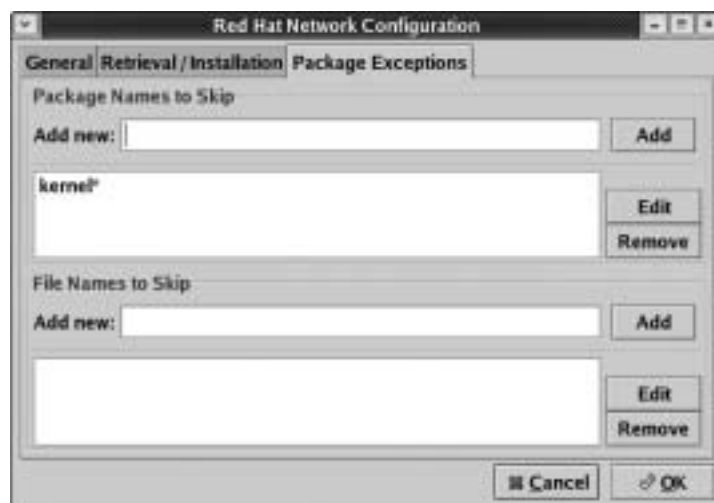 Red Hat Network Configuration
General Retrieval / Installation Package Exceptions
Package Names to Skip
Add new: Add
kernel*
Edit
Remove
File Names to Skip
Add new: Add
Edit
Remove
Cancel OK